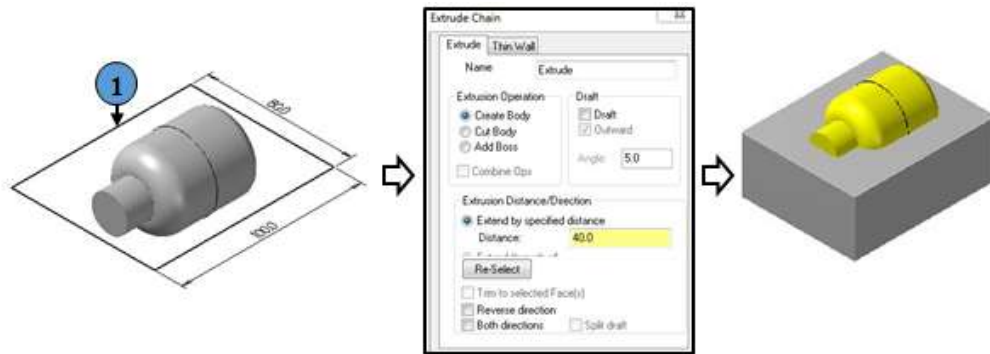 1
80.0
100.0
Extrude Chain
Extrude Thin Wall
Name Extrude
Extrusion Operation Draft
Create Body Draft
Cut Body Outward
Add Boss
Angle: 5.0
Combine Ops
Extrusion Distance/Direction
Extend by specified distance
Distance: 40.0
Re-Select
Trim to selected Face(s)
Reverse direction
Both directions Split draft